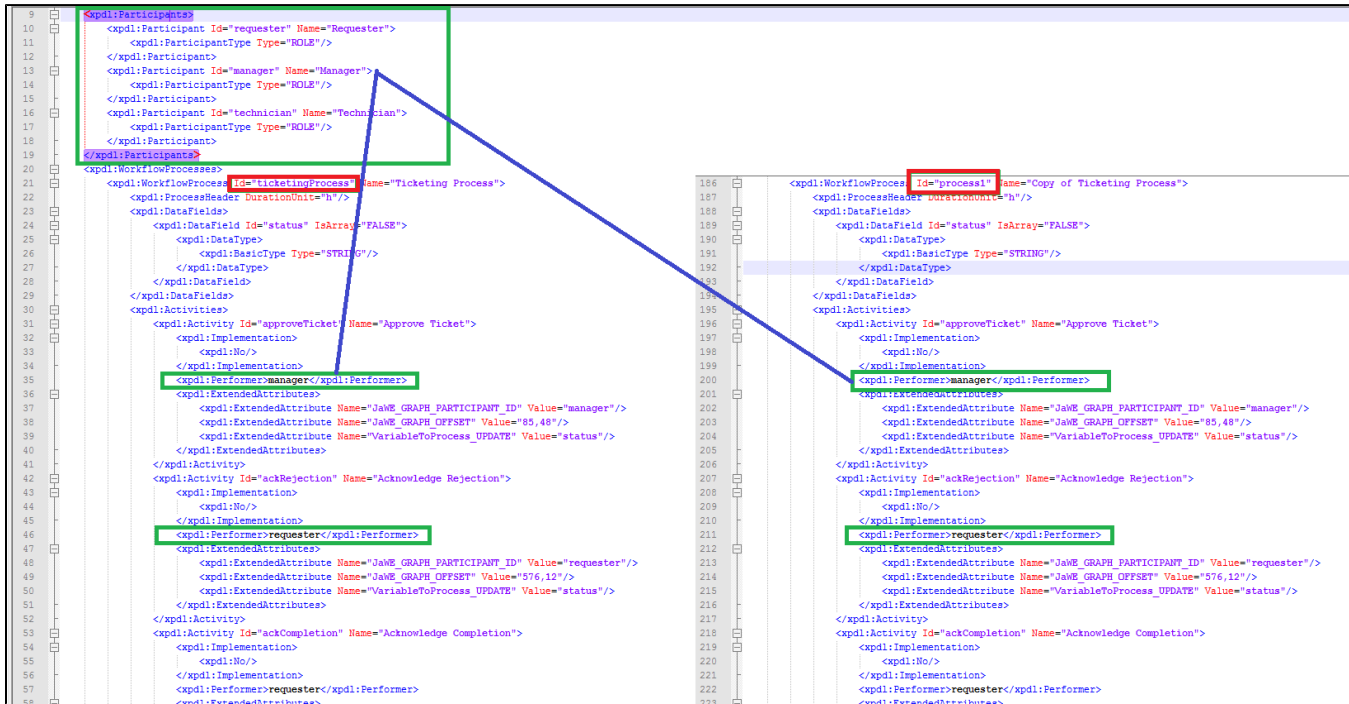 9 <xpdl:Participants>
10 <xpdl:Participant Id="requester" Name="Requester">
11 <xpdl:ParticipantType Type="ROLE"/>
12 </xpdl:Participant>
13 <xpdl:Participant Id="manager" Name="Manager">
14 <xpdl:ParticipantType Type="ROLE"/>
15 </xpdl:Participant>
16 <xpdl:Participant Id="technician" Name="Technician">
17 <xpdl:ParticipantType Type="ROLE"/>
18 </xpdl:Participant>
19 </xpdl:Participants>
20 <xpdl:WorkflowProcesses>
21 <xpdl:WorkflowProcess Id="ticketingProcess" Name="Ticketing Process">
22 <xpdl:ProcessHeader DurationUnit="h"/>
23 <xpdl:DataFields>
24 <xpdl:DataField Id="status" IsArray="FALSE">
25 <xpdl:DataType>
26 <xpdl:BasicType Type="STRING"/>
27 </xpdl:DataType>
28 </xpdl:DataField>
29 </xpdl:DataFields>
30 <xpdl:Activities>
31 <xpdl:Activity Id="approveTicket" Name="Approve Ticket">
32 <xpdl:Implementation>
33 <xpdl:No/>
34 </xpdl:Implementation>
35 <xpdl:Performer>manager</xpdl:Performer>
36 <xpdl:ExtendedAttributes>
37 <xpdl:ExtendedAttribute Name="JaWE_GRAPH_PARTICIPANT_ID" Value="manager"/>
38 <xpdl:ExtendedAttribute Name="JaWE_GRAPH_OFFSET" Value="85,48"/>
39 <xpdl:ExtendedAttribute Name="VariableToProcess_UPDATE" Value="status"/>
40 </xpdl:ExtendedAttributes>
41 </xpdl:Activity>
42 <xpdl:Activity Id="ackRejection" Name="Acknowledge Rejection">
43 <xpdl:Implementation>
44 <xpdl:No/>
45 </xpdl:Implementation>
46 <xpdl:Performer>requester</xpdl:Performer>
47 <xpdl:ExtendedAttributes>
48 <xpdl:ExtendedAttribute Name="JaWE_GRAPH_PARTICIPANT_ID" Value="requester"/>
49 <xpdl:ExtendedAttribute Name="JaWE_GRAPH_OFFSET" Value="576,12"/>
50 <xpdl:ExtendedAttribute Name="VariableToProcess_UPDATE" Value="status"/>
51 </xpdl:ExtendedAttributes>
52 </xpdl:Activity>
53 <xpdl:Activity Id="ackCompletion" Name="Acknowledge Completion">
54 <xpdl:Implementation>
55 <xpdl:No/>
56 </xpdl:Implementation>
57 <xpdl:Performer>requester</xpdl:Performer>
58 <xpdl:ExtendedAttributes>
186 <xpdl:WorkflowProcess Id="process1" Name="Copy of Ticketing Process">
187 <xpdl:ProcessHeader DurationUnit="h"/>
188 <xpdl:DataFields>
189 <xpdl:DataField Id="status" IsArray="FALSE">
190 <xpdl:DataType>
191 <xpdl:BasicType Type="STRING"/>
192 </xpdl:DataType>
193 </xpdl:DataField>
194 </xpdl:DataFields>
195 <xpdl:Activities>
196 <xpdl:Activity Id="approveTicket" Name="Approve Ticket">
197 <xpdl:Implementation>
198 <xpdl:No/>
199 </xpdl:Implementation>
200 <xpdl:Performer>manager</xpdl:Performer>
201 <xpdl:ExtendedAttributes>
202 <xpdl:ExtendedAttribute Name="JaWE_GRAPH_PARTICIPANT_ID" Value="manager"/>
203 <xpdl:ExtendedAttribute Name="JaWE_GRAPH_OFFSET" Value="85,48"/>
204 <xpdl:ExtendedAttribute Name="VariableToProcess_UPDATE" Value="status"/>
205 </xpdl:ExtendedAttributes>
206 </xpdl:Activity>
207 <xpdl:Activity Id="ackRejection" Name="Acknowledge Rejection">
208 <xpdl:Implementation>
209 <xpdl:No/>
210 </xpdl:Implementation>
211 <xpdl:Performer>requester</xpdl:Performer>
212 <xpdl:ExtendedAttributes>
213 <xpdl:ExtendedAttribute Name="JaWE_GRAPH_PARTICIPANT_ID" Value="requester"/>
214 <xpdl:ExtendedAttribute Name="JaWE_GRAPH_OFFSET" Value="576,12"/>
215 <xpdl:ExtendedAttribute Name="VariableToProcess_UPDATE" Value="status"/>
216 </xpdl:ExtendedAttributes>
217 </xpdl:Activity>
218 <xpdl:Activity Id="ackCompletion" Name="Acknowledge Completion">
219 <xpdl:Implementation>
220 <xpdl:No/>
221 </xpdl:Implementation>
222 <xpdl:Performer>requester</xpdl:Performer>
223 <xpdl:ExtendedAttributes>